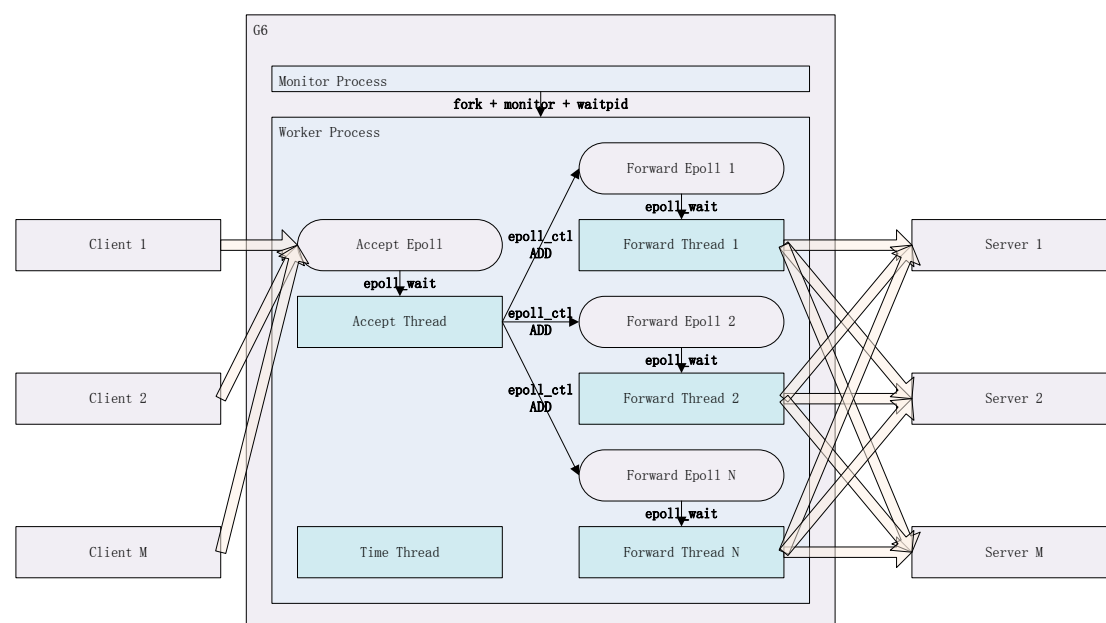 G6
Monitor Process
fork + monitor + waitpid
Worker Process
Forward Epoll 1
epoll_wait
Client 1
Accept Epoll
epoll_ctl
ADD
Forward Thread 1
Server 1
epoll_wait
Accept Thread
epoll_ctl
ADD
Forward Epoll 2
epoll_wait
Client 2
epoll_ctl
ADD
Forward Thread 2
Server 2
Forward Epoll N
epoll_wait
Client M
Time Thread
Forward Thread N
Server M